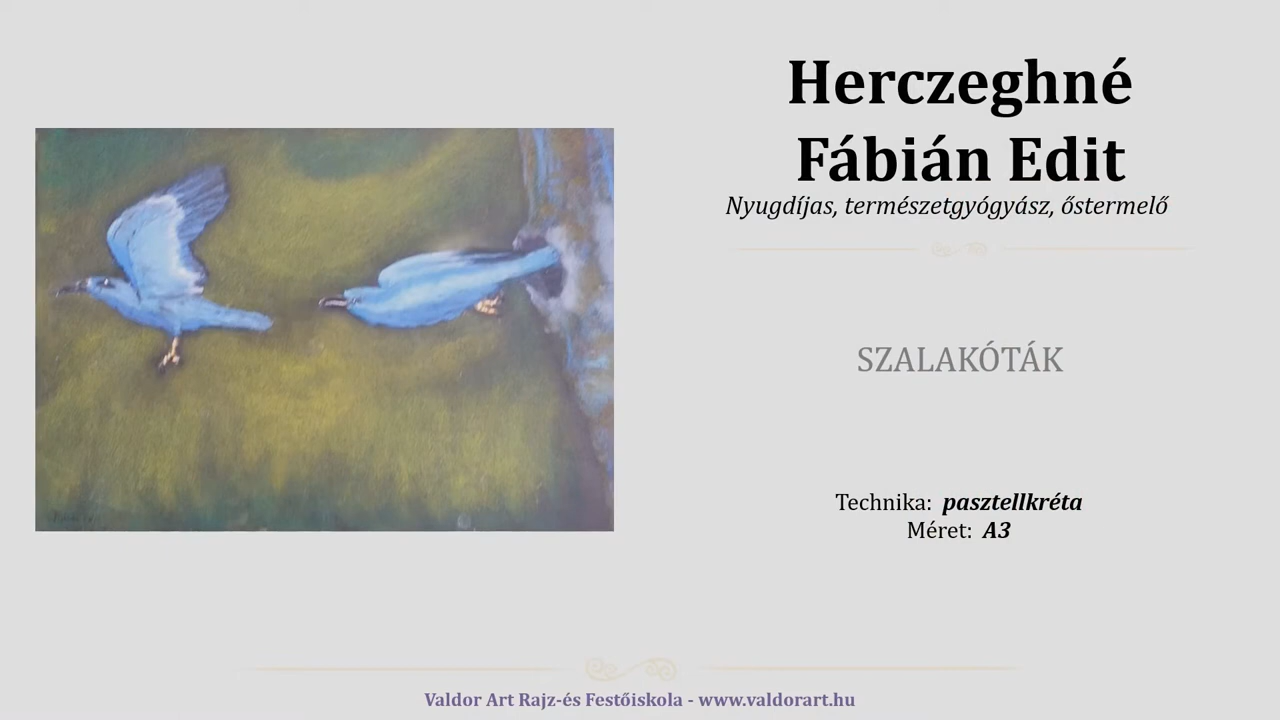 Herczeghné
Fábián Edit
Nyugdíjas, természetgyógyász, őstermelő
SZALAKÓTÁK
Technika: pasztellkréta
Méret: A3
Valdor Art Rajz-és Festőiskola - www.valdorart.hu